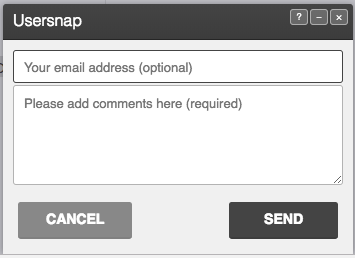 Usersnap
? – ×
Your email address (optional)
Please add comments here (required)
CANCEL
SEND